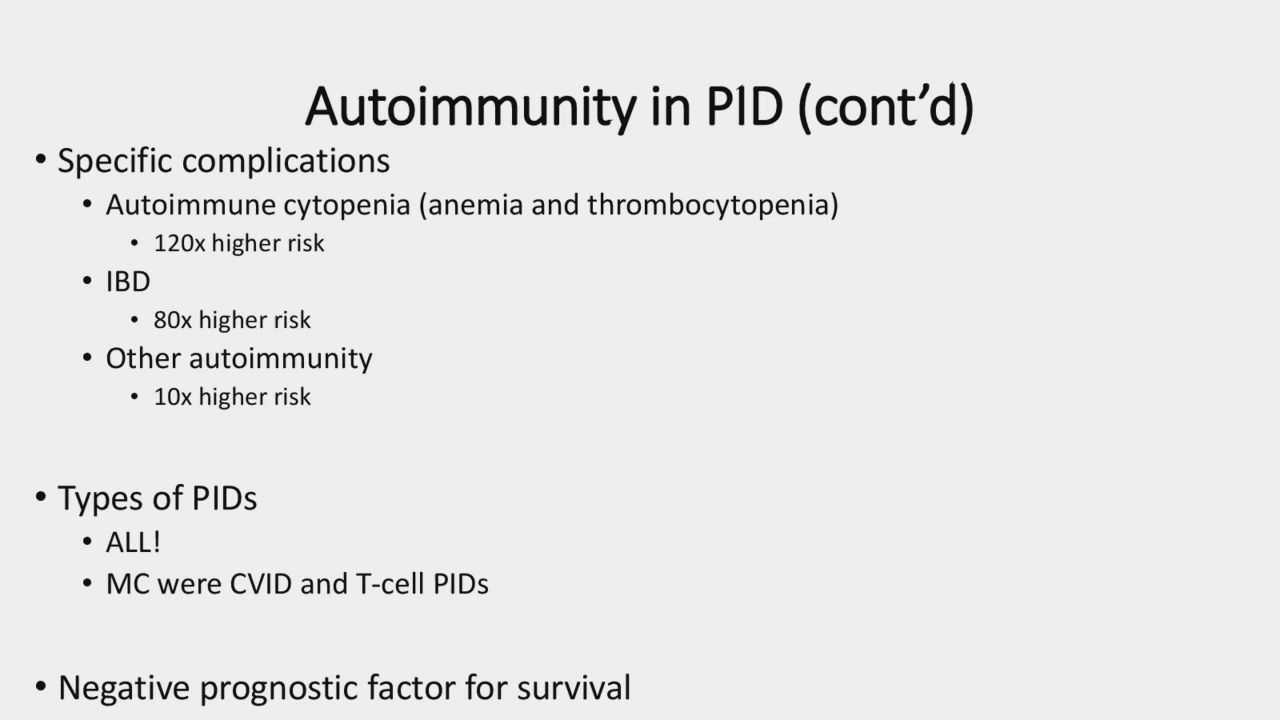 Autoimmunity in PID (cont’d)
• Specific complications
• Autoimmune cytopenia (anemia and thrombocytopenia)
• 120x higher risk
• IBD
• 80x higher risk
• Other autoimmunity
• 10x higher risk
• Types of PIDs
• ALL!
• MC were CVID and T-cell PIDs
• Negative prognostic factor for survival